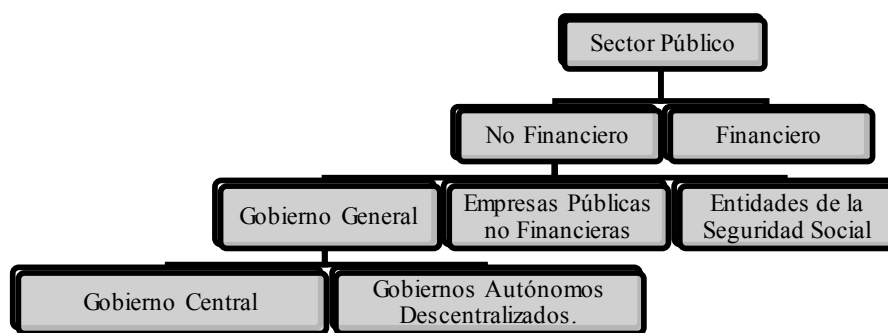 Sector Público
No Financiero
Financiero
Gobierno General
Empresas Públicas
no Financieras
Entidades de la
Seguridad Social
Gobierno Central
Gobiernos Autónomos
Descentralizados.